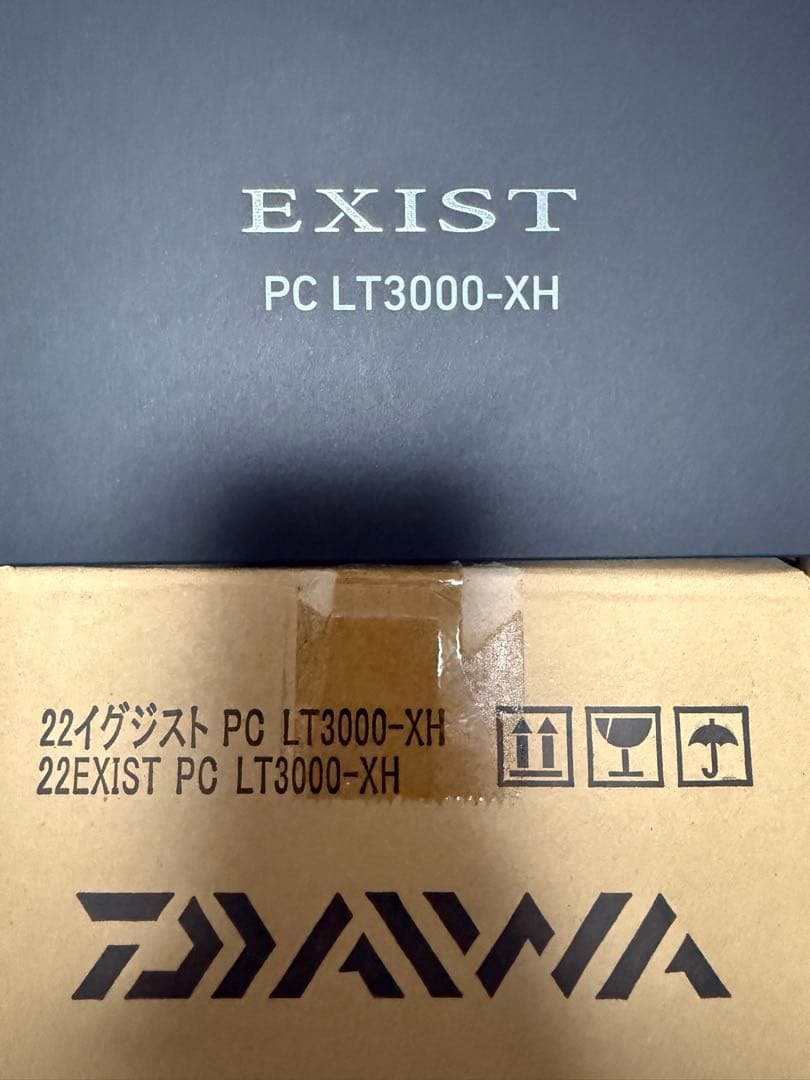 EXIST
PC LT3000-XH
22イグジスト PC LT3000-XH
22EXIST PC LT3000-XH
DAIWA